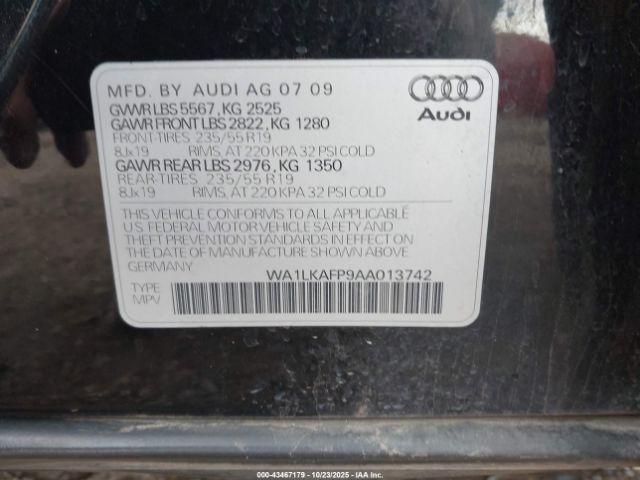 MFD. BY AUDI AG 07 09
GVWR LBS 5567, KG 2525
GAWR FRONT LBS 2822, KG 1280
FRONT-TIRES 235/55 R19
8Jx19 RIMS, AT 220 KPA 32 PSI COLD
GAWR REAR LBS 2976, KG 1350
REAR-TIRES 235/55 R19
8Jx19 RIMS, AT 220 KPA 32 PSI COLD
THIS VEHICLE CONFORMS TO ALL APPLICABLE
U.S. FEDERAL MOTOR VEHICLE SAFETY AND
THEFT PREVENTION STANDARDS IN EFFECT ON
THE DATE OF MANUFACTURE SHOWN ABOVE.
GERMANY
WA1LKAFP9AA013742
TYPE
MPV
Audi
000-43467179 - 10/23/2025 - www.iaai.com